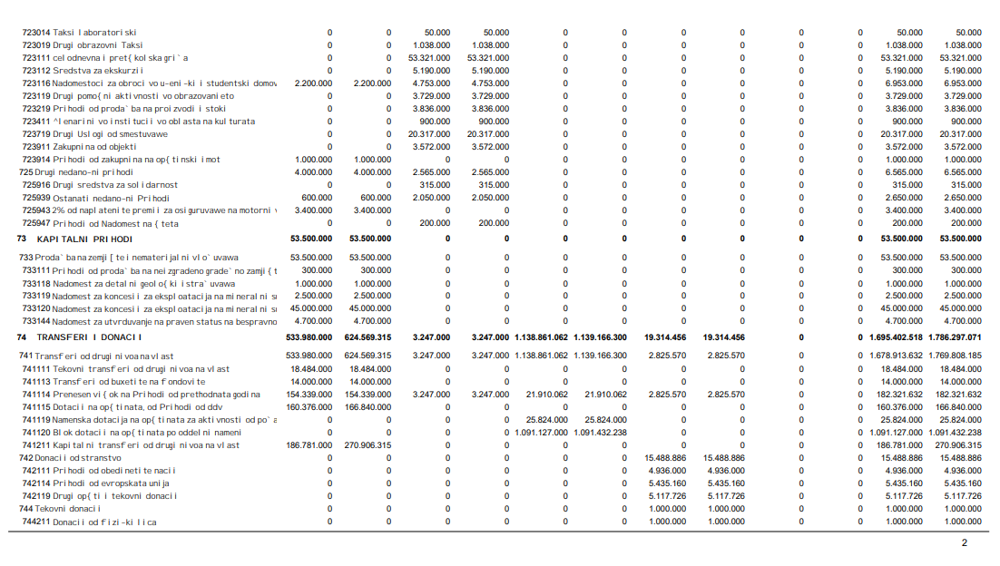 723014 Taksi laboratoriski 0 0 50.000 50.000 0 0 0 0 0 0 50.000 50.000
723019 Drugi obrazovni Taksi 0 0 1.038.000 1.038.000 0 0 0 0 0 0 1.038.000 1.038.000
723111 celodnevna i pret{kolska gri`a 0 0 53.321.000 53.321.000 0 0 0 0 0 0 53.321.000 53.321.000
723112 Sredstva za ekskurzii 0 0 5.190.000 5.190.000 0 0 0 0 0 0 5.190.000 5.190.000
723116 Nadomestoci za obroci vo u~eni~ki i studentski domov 2.200.000 2.200.000 4.753.000 4.753.000 0 0 0 0 0 0 6.953.000 6.953.000
723119 Drugi pomo{ni aktivnosti vo obrazovanieto 0 0 3.729.000 3.729.000 0 0 0 0 0 0 3.729.000 3.729.000
723219 Prihodi od proda`ba na proizvodi i stoki 0 0 3.836.000 3.836.000 0 0 0 0 0 0 3.836.000 3.836.000
723411 ^lenarini vo institucii vo oblasta na kulturata 0 0 900.000 900.000 0 0 0 0 0 0 900.000 900.000
723719 Drugi Uslogi od smestuvawe 0 0 20.317.000 20.317.000 0 0 0 0 0 0 20.317.000 20.317.000
723911 Zakupnina od objekti 0 0 3.572.000 3.572.000 0 0 0 0 0 0 3.572.000 3.572.000
723914 Prihodi od zakupnina na op{tinski imot 1.000.000 1.000.000 0 0 0 0 0 0 0 0 1.000.000 1.000.000
725 Drugi nedano~ni prihodi 4.000.000 4.000.000 2.565.000 2.565.000 0 0 0 0 0 0 6.565.000 6.565.000
725916 Drugi sredstva za solidarnost 0 0 315.000 315.000 0 0 0 0 0 0 315.000 315.000
725939 Ostanati nedano~ni Prihodi 600.000 600.000 2.050.000 2.050.000 0 0 0 0 0 0 2.650.000 2.650.000
725943 2% od naplatenite premii za osiguruvawe na motorni v 3.400.000 3.400.000 0 0 0 0 0 0 0 0 3.400.000 3.400.000
725947 Prihodi od Nadomest na {teta 0 0 200.000 200.000 0 0 0 0 0 0 200.000 200.000
73 KAPITALNI PRIHODI 53.500.000 53.500.000 0 0 0 0 0 0 0 0 53.500.000 53.500.000
733 Proda`ba na zemji[te i nematerijalni vlo`uvawa 53.500.000 53.500.000 0 0 0 0 0 0 0 0 53.500.000 53.500.000
733111 Prihodi od proda`ba na neizgradeno grade`no zamji{t 300.000 300.000 0 0 0 0 0 0 0 0 300.000 300.000
733118 Nadomest za detalni geolo{ki istra`uvawa 1.000.000 1.000.000 0 0 0 0 0 0 0 0 1.000.000 1.000.000
733119 Nadomest za koncesii za eksploatacija na mineralni s 2.500.000 2.500.000 0 0 0 0 0 0 0 0 2.500.000 2.500.000
733120 Nadomest za koncesii za eksploatacija na mineralni s 45.000.000 45.000.000 0 0 0 0 0 0 0 0 45.000.000 45.000.000
733144 Nadomest za utvrduvanje na praven status na bespravno 4.700.000 4.700.000 0 0 0 0 0 0 0 0 4.700.000 4.700.000
74 TRANSFERI I DONACII 533.980.000 624.569.315 3.247.000 3.247.000 1.138.861.062 1.139.166.300 19.314.456 19.314.456 0 0 1.695.402.518 1.786.297.071
741 Transferi od drugi nivoa na vlast 533.980.000 624.569.315 3.247.000 3.247.000 1.138.861.062 1.139.166.300 2.825.570 2.825.570 0 0 1.678.913.632 1.769.808.185
741111 Tekovni transferi od drugi nivoa na vlast 18.484.000 18.484.000 0 0 0 0 0 0 0 0 18.484.000 18.484.000
741113 Transferi od buxetite na fondovite 14.000.000 14.000.000 0 0 0 0 0 0 0 0 14.000.000 14.000.000
741114 Prenesen vi{ok na Prihodi od prethodnata godina 154.339.000 154.339.000 3.247.000 3.247.000 21.910.062 21.910.062 2.825.570 2.825.570 0 0 182.321.632 182.321.632
741115 Dotacii na op{tinata, od Prihodi od ddv 160.376.000 166.840.000 0 0 0 0 0 0 0 0 160.376.000 166.840.000
741119 Namenska dotacija na op{tinata za aktivnosti od po`a 0 0 0 0 25.824.000 25.824.000 0 0 0 0 25.824.000 25.824.000
741120 Blok dotacii na op{tinata po oddelni nameni 0 0 0 0 1.091.127.000 1.091.432.238 0 0 0 0 1.091.127.000 1.091.432.238
741211 Kapitalni transferi od drugi nivoa na vlast 186.781.000 270.906.315 0 0 0 0 0 0 0 0 186.781.000 270.906.315
742 Donacii od stranstvo 0 0 0 0 0 0 15.488.886 15.488.886 0 0 15.488.886 15.488.886
742111 Prihodi od obedinetite nacii 0 0 0 0 0 0 4.936.000 4.936.000 0 0 4.936.000 4.936.000
742114 Prihodi od evropskata unija 0 0 0 0 0 0 5.435.160 5.435.160 0 0 5.435.160 5.435.160
742119 Drugi op{ti i tekovni donacii 0 0 0 0 0 0 5.117.726 5.117.726 0 0 5.117.726 5.117.726
744 Tekovni donacii 0 0 0 0 0 0 1.000.000 1.000.000 0 0 1.000.000 1.000.000
744211 Donacii od fizi~ki lica 0 0 0 0 0 0 1.000.000 1.000.000 0 0 1.000.000 1.000.000
2